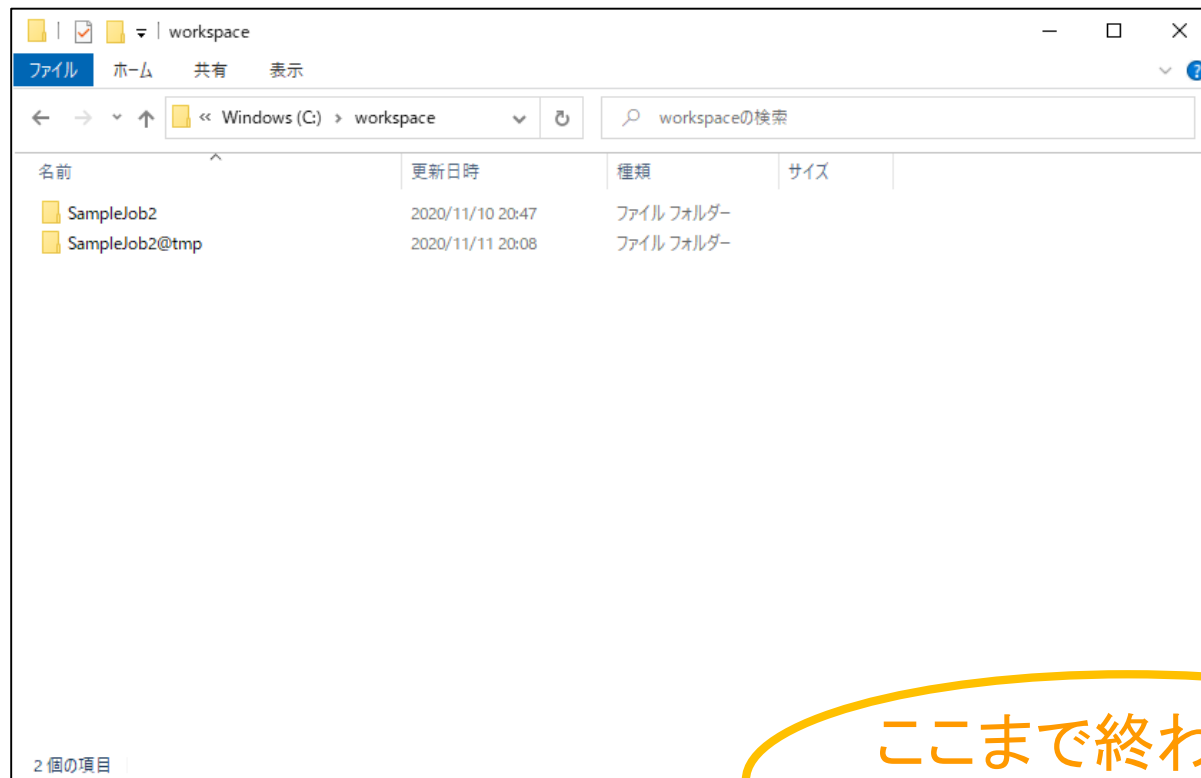 workspace
ファイル ホーム 共有 表示
« Windows (C:) › workspace workspaceの検索
名前 更新日時 種類 サイズ
SampleJob2 2020/11/10 20:47 ファイル フォルダー
SampleJob2@tmp 2020/11/11 20:08 ファイル フォルダー
ここまで終わ
2 個の項目